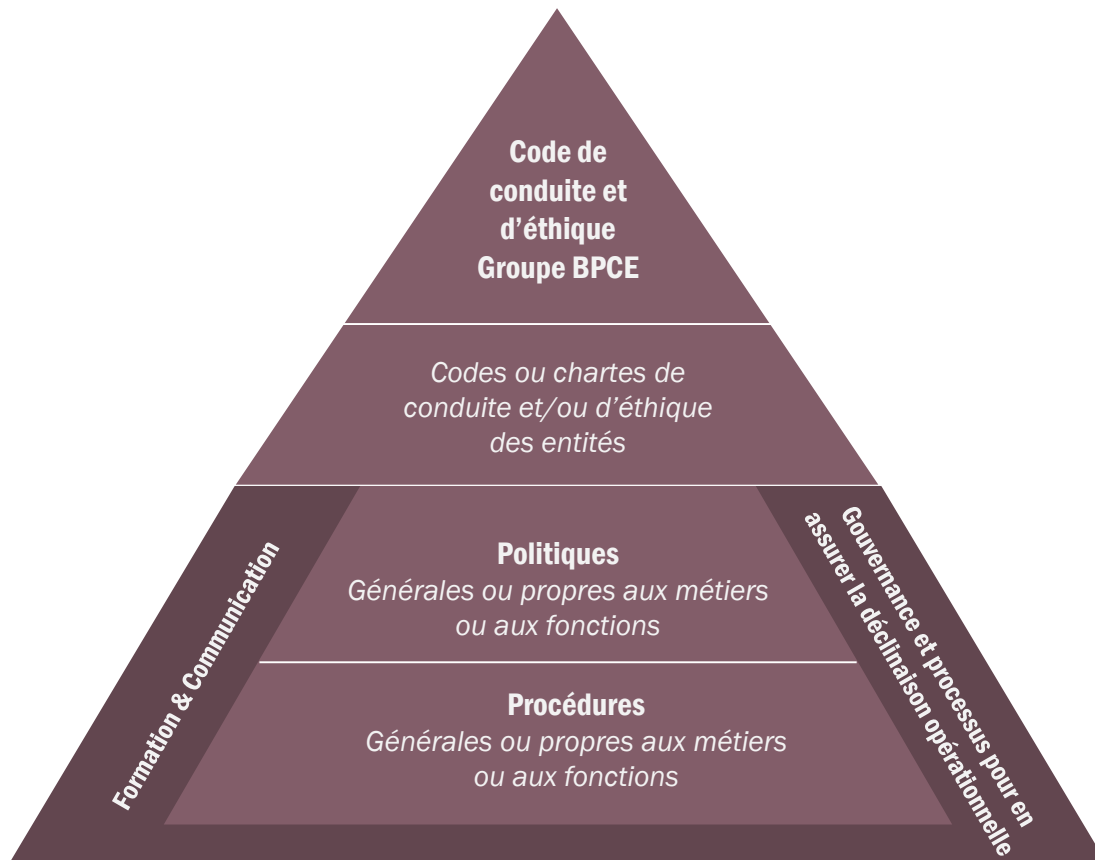 Code de
conduite et
d’éthique
Groupe BPCE
Codes ou chartes de
conduite et/ou d’éthique
des entités
Formation & Communication
Politiques
Générales ou propres aux métiers
ou aux fonctions
Procédures
Générales ou propres aux métiers
ou aux fonctions
Gouvernance et processus pour en
assurer la déclinaison opérationnelle